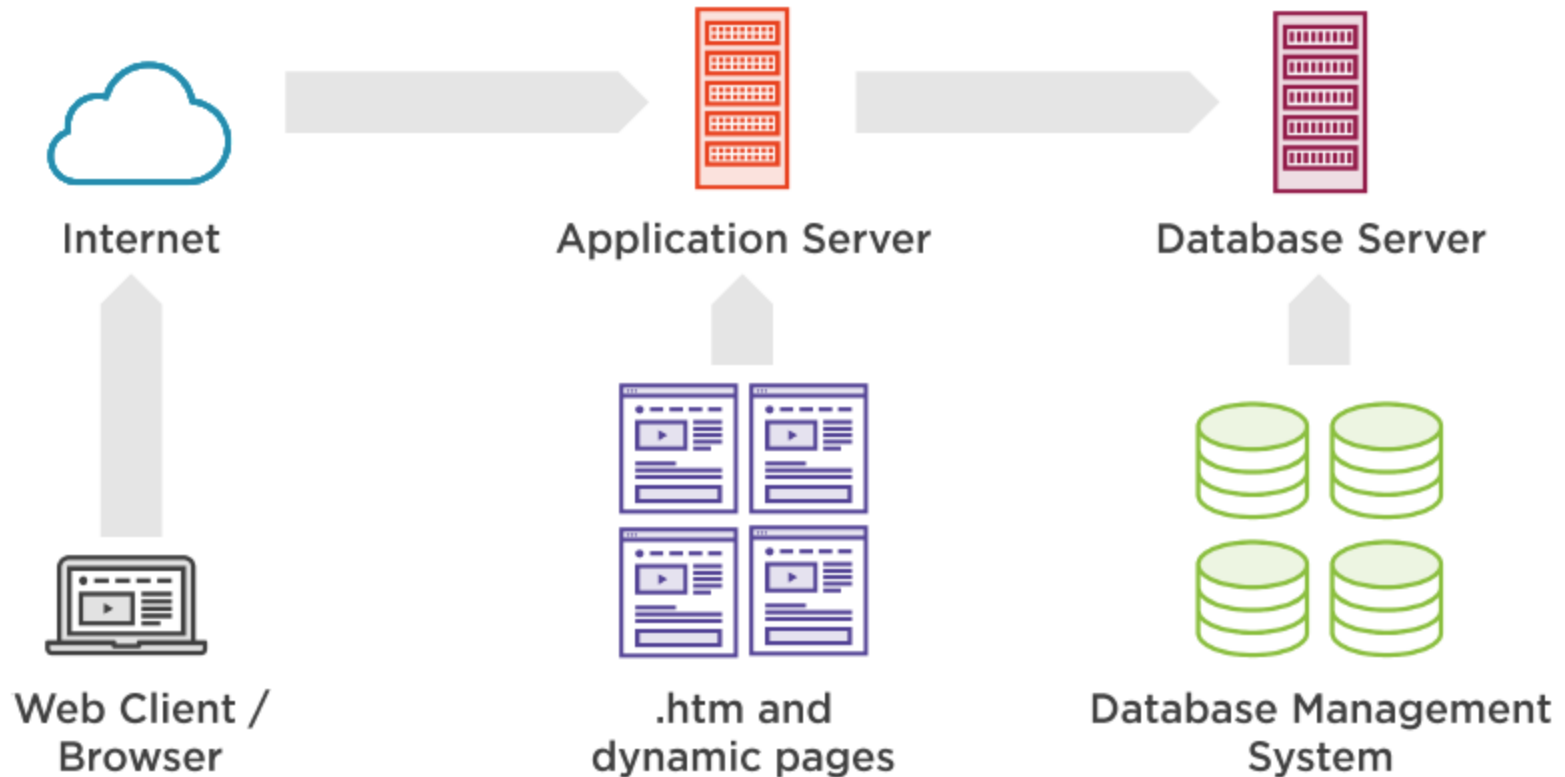 Internet
Application Server
Database Server
Web Client /
Browser
.htm and
dynamic pages
Database Management
System